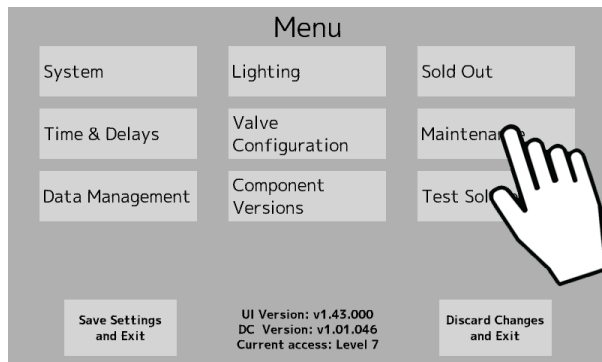 Menu
System
Lighting
Sold Out
Time & Delays
Valve
Configuration
Maintenance
Data Management
Component
Versions
Test
Save Settings
and Exit
UI Version: v1.43.000
DC Version: v1.01.046
Current access: Level 7
Discard Changes
and Exit